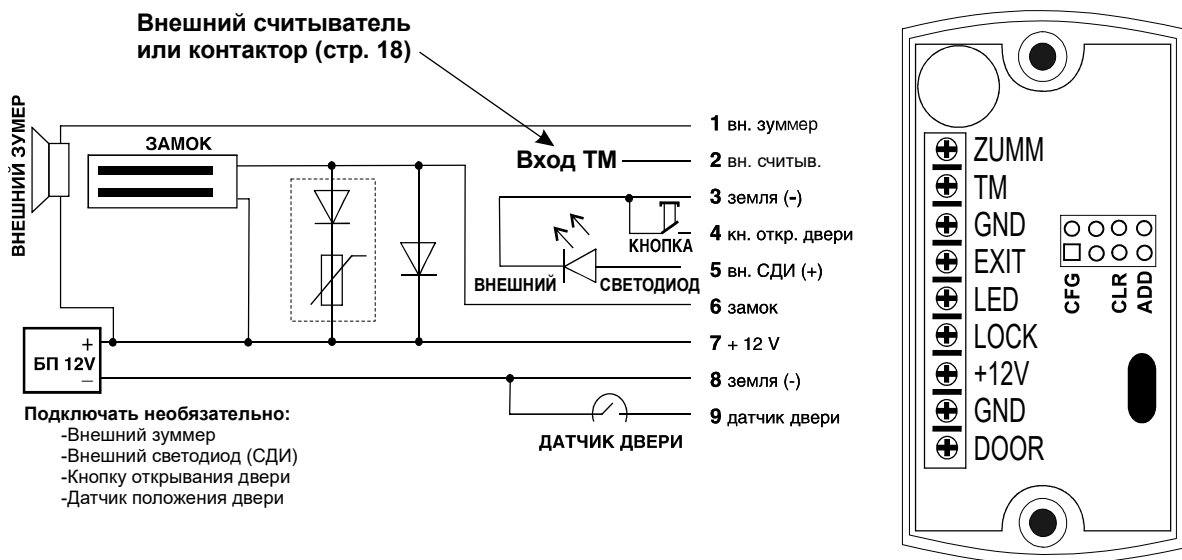 Внешний считыватель
или контактор (стр. 18)
ВНЕШНИЙ ЗУМЕР
ЗАМОК
Вход ТМ
КНОПКА
ВНЕШНИЙ
СВЕТОДИОД
+
БП 12V
–
ДАТЧИК ДВЕРИ
1 вн. зуммер
2 вн. считыв.
3 земля (-)
4 кн. откр. двери
5 вн. СДИ (+)
6 замок
7 + 12 V
8 земля (-)
9 датчик двери
Подключать необязательно:
-Внешний зуммер
-Внешний светодиод (СДИ)
-Кнопку открывания двери
-Датчик положения двери
ZUMM
TM
GND
EXIT
LED
LOCK
+12V
GND
DOOR
CFG
CLR
ADD